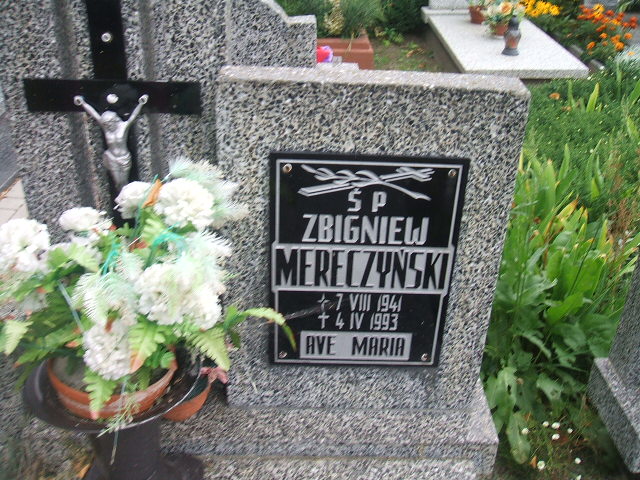 Ś P
ZBIGNIEW
MERECZYŃSKI
7 VIII 1941
4 IV 1993
AVE MARIA